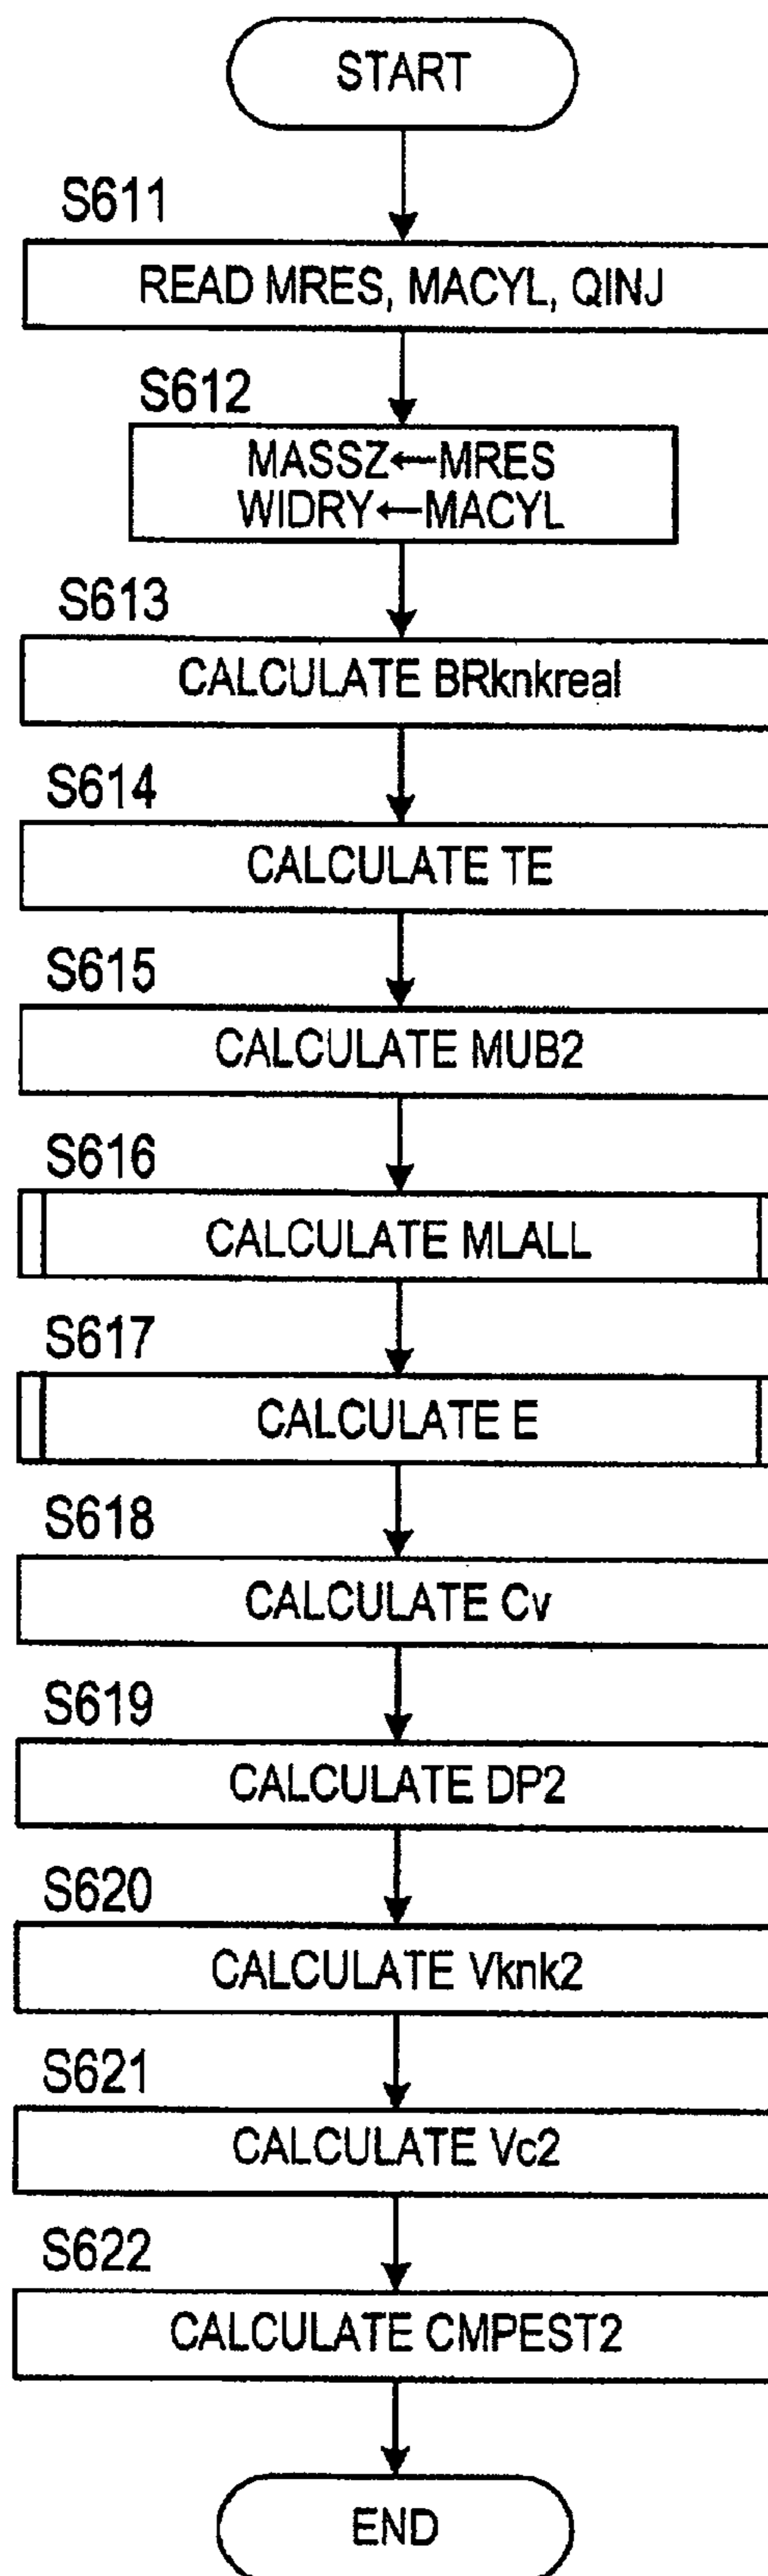 START
S611
READ MRES, MACYL, QINJ
S612
MASSZ←MRES
WIDRY←MACYL
S613
CALCULATE BRknkreal
S614
CALCULATE TE
S615
CALCULATE MUB2
S616
CALCULATE MLALL
S617
CALCULATE E
S618
CALCULATE Cv
S619
CALCULATE DP2
S620
CALCULATE Vknk2
S621
CALCULATE Vc2
S622
CALCULATE CMPEST2
END